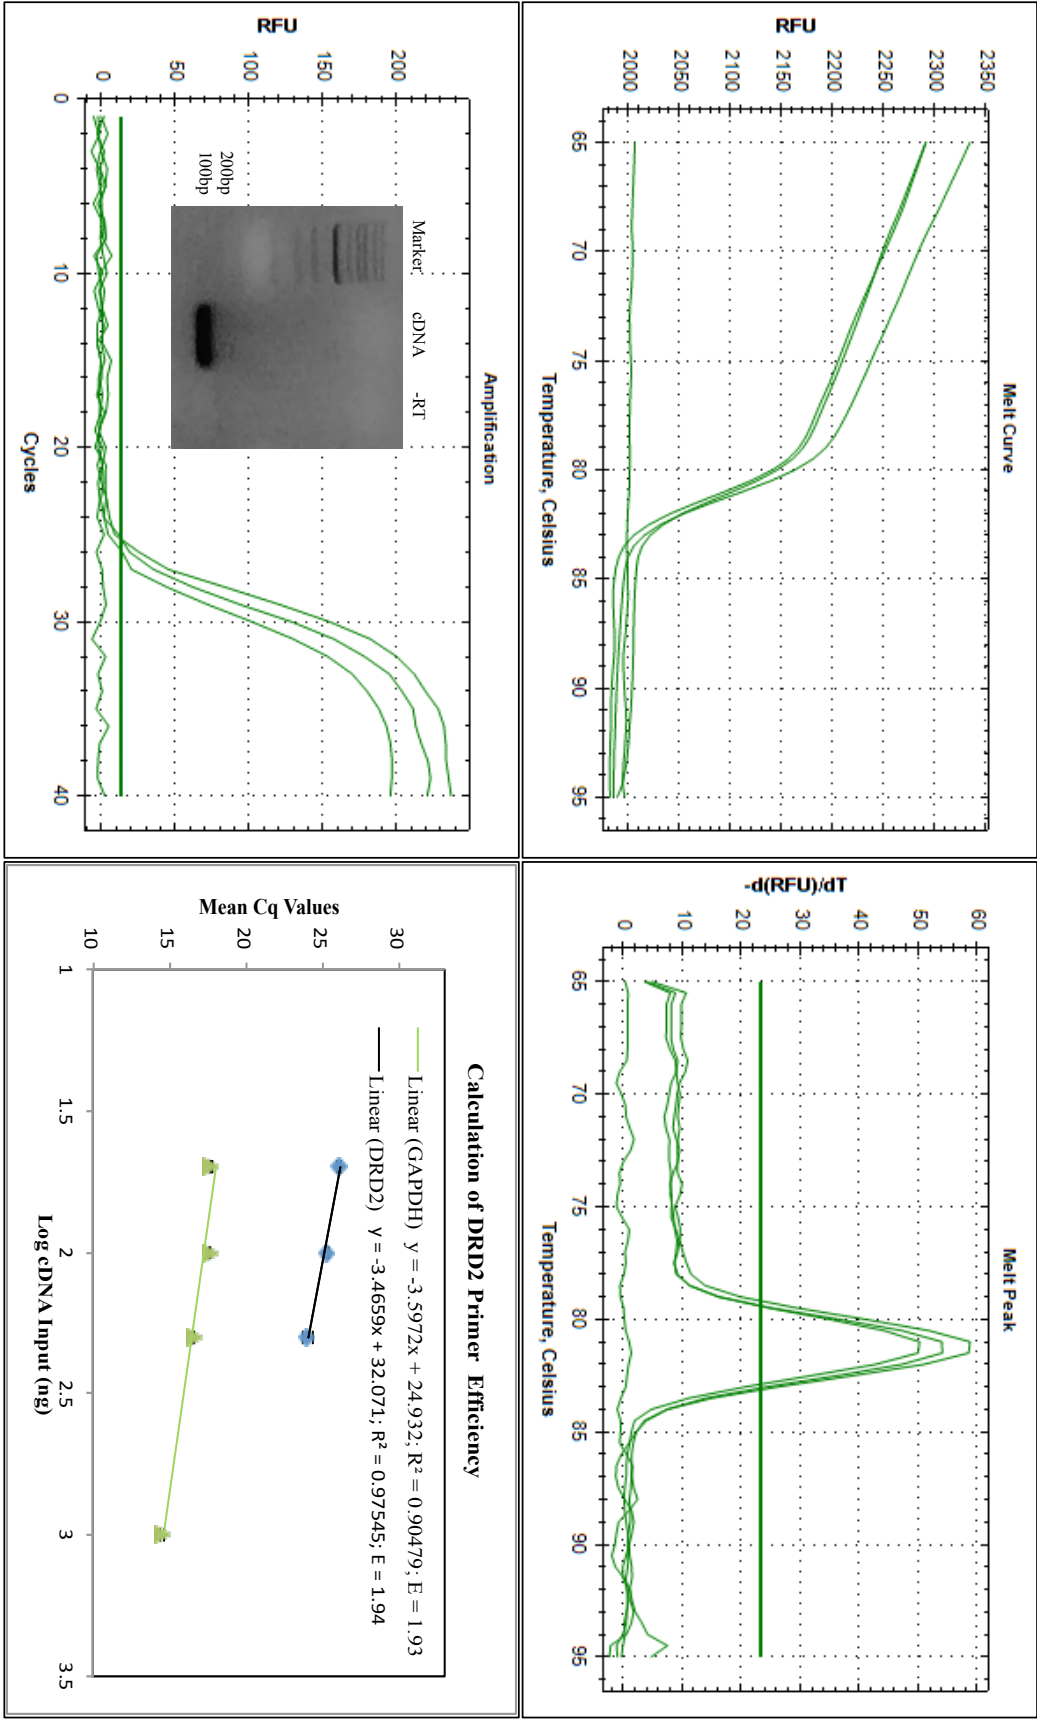 Melt Curve
RFU
2350
2300
2250
2200
2150
2100
2050
2000
65 70 75 80 85 90 95
Temperature, Celsius
Melt Peak
-d(RFU)/dT
60
50
40
30
20
10
0
65 70 75 80 85 90 95
Temperature, Celsius
Amplification
RFU
200
150
100
50
0
Marker cDNA -RT
200bp
100bp
0 10 20 30 40
Cycles
Calculation of DRD2 Primer Efficiency
Linear (GAPDH) y = -3.5972x + 24.932; R² = 0.90479; E = 1.93
Linear (DRD2) y = -3.4659x + 32.071; R² = 0.97545; E = 1.94
Mean Cq Values
30
25
20
15
10
1 1.5 2 2.5 3 3.5
Log cDNA Input (ng)